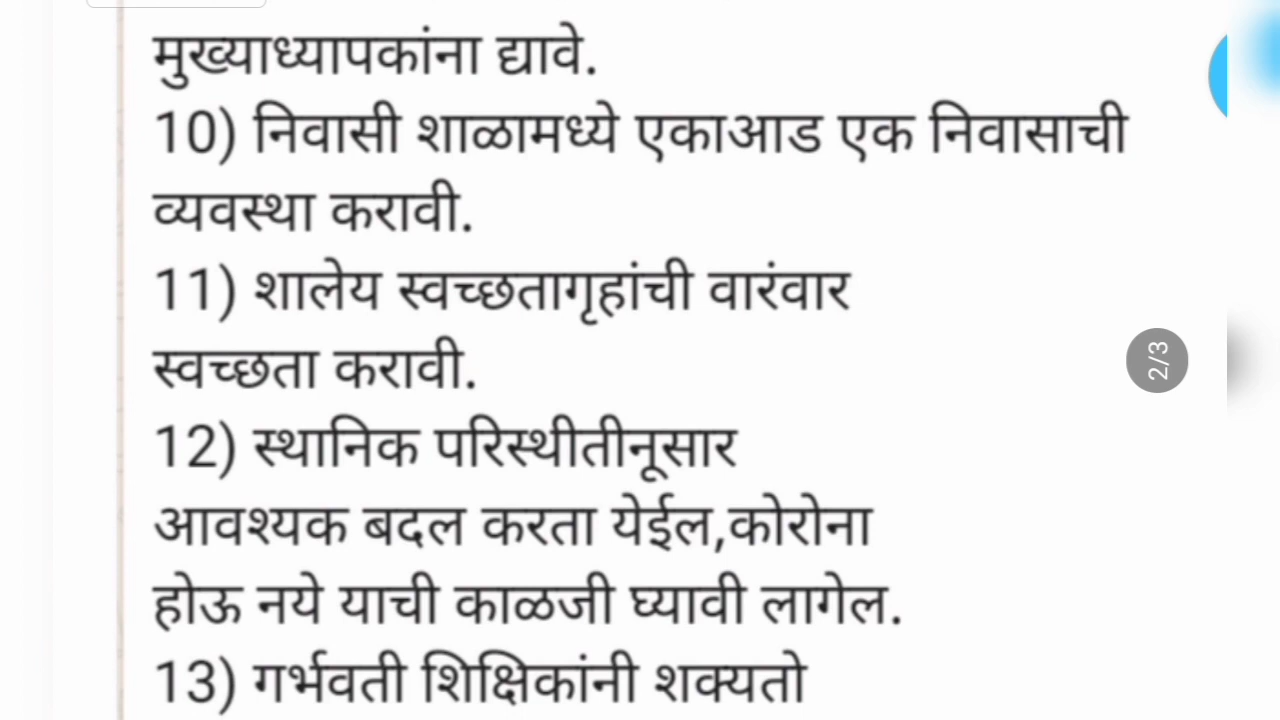 मुख्याध्यापकांना द्यावे.
10) निवासी शाळामध्ये एकाआड एक निवासाची
व्यवस्था करावी.
11) शालेय स्वच्छतागृहांची वारंवार
स्वच्छता करावी.
12) स्थानिक परिस्थीतीनूसार
आवश्यक बदल करता येईल,कोरोना
होऊ नये याची काळजी घ्यावी लागेल.
13) गर्भवती शिक्षिकांनी शक्यतो
2/3